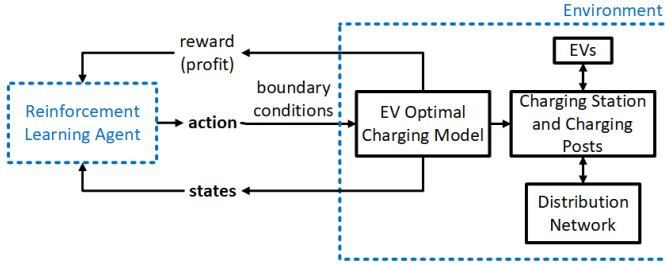 Environment
reward
(profit)
EVs
boundary
conditions
Reinforcement
Learning Agent
action
EV Optimal
Charging Model
Charging Station
and Charging
Posts
states
Distribution
Network